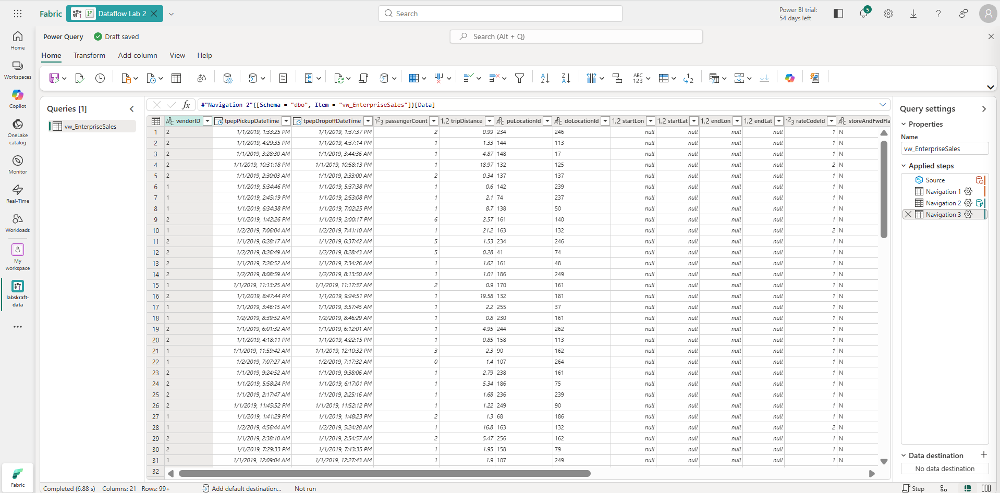 Fabric
Dataflow Lab 2
Search
Power BI trial:
54 days left
5
A
Home
Workspaces
Copilot
OneLake
catalog
Monitor
Real-Time
Workloads
My
workspace
labskraft-
data
Fabric
Power Query
Draft saved
Search (Alt + Q)
Home Transform Add column View Help
Queries [1]
vw_EnterpriseSales
fx #"Navigation 2"{[Schema = "dbo", Item = "vw_EnterpriseSales"]}[Data]
vendorID tpepPickupDateTime tpepDropoffDateTime passengerCount tripDistance puLocationId doLocationId startLon startLat endLon endLat rateCodeId storeAndFwdFla
1 2 1/1/2019, 1:33:25 PM 1/1/2019, 1:37:37 PM 2 0.99 234 246 null null null null 1 N
2 2 1/1/2019, 4:29:35 PM 1/1/2019, 4:37:14 PM 1 1.33 144 113 null null null null 1 N
3 2 1/1/2019, 3:28:30 AM 1/1/2019, 3:44:36 AM 1 4.87 148 17 null null null null 1 N
4 2 1/1/2019, 10:31:18 PM 1/1/2019, 10:58:13 PM 1 18.97 132 125 null null null null 2 N
5 2 1/1/2019, 2:30:03 AM 1/1/2019, 2:33:00 AM 2 0.34 137 137 null null null null 1 N
6 1 1/1/2019, 5:34:46 PM 1/1/2019, 5:37:38 PM 1 0.6 142 239 null null null null 1 N
7 1 1/1/2019, 2:45:19 PM 1/1/2019, 2:53:08 PM 1 2.1 74 237 null null null null 1 N
8 1 1/1/2019, 6:34:38 PM 1/1/2019, 7:02:25 PM 1 8.7 138 50 null null null null 1 N
9 2 1/1/2019, 1:42:26 PM 1/1/2019, 2:00:17 PM 6 2.57 161 140 null null null null 1 N
10 1 1/2/2019, 7:06:04 AM 1/2/2019, 7:41:10 AM 1 21.2 163 132 null null null null 2 N
11 2 1/1/2019, 6:28:17 AM 1/1/2019, 6:37:42 AM 5 1.53 234 246 null null null null 1 N
12 2 1/2/2019, 8:26:49 AM 1/2/2019, 8:28:43 AM 5 0.28 41 74 null null null null 1 N
13 2 1/1/2019, 7:26:52 AM 1/1/2019, 7:34:26 AM 1 1.62 161 48 null null null null 1 N
14 2 1/2/2019, 8:08:59 AM 1/2/2019, 8:13:50 AM 1 1.01 186 249 null null null null 1 N
15 1 1/1/2019, 11:13:25 AM 1/1/2019, 11:17:37 AM 2 0.9 170 161 null null null null 1 N
16 2 1/1/2019, 8:47:44 PM 1/1/2019, 9:24:51 PM 1 19.58 132 181 null null null null 1 N
17 1 1/1/2019, 3:46:15 AM 1/1/2019, 3:57:45 AM 1 2.2 255 37 null null null null 1 N
18 1 1/2/2019, 8:39:52 AM 1/2/2019, 8:46:29 AM 1 0.8 230 161 null null null null 1 N
19 2 1/1/2019, 6:01:32 AM 1/1/2019, 6:12:01 AM 1 4.95 244 262 null null null null 1 N
20 2 1/1/2019, 4:18:11 PM 1/1/2019, 4:22:15 PM 1 0.85 158 113 null null null null 1 N
21 1 1/1/2019, 11:59:42 AM 1/1/2019, 12:10:32 PM 3 2.3 90 162 null null null null 1 N
22 1 1/2/2019, 7:07:27 AM 1/2/2019, 7:17:32 AM 0 1.4 107 264 null null null null 1 N
23 2 1/1/2019, 9:24:52 AM 1/1/2019, 9:38:06 AM 1 2.79 238 161 null null null null 1 N
24 2 1/1/2019, 5:58:24 PM 1/1/2019, 6:17:01 PM 1 5.34 186 75 null null null null 1 N
25 2 1/1/2019, 2:17:47 AM 1/1/2019, 2:25:16 AM 1 1.68 236 239 null null null null 1 N
26 2 1/1/2019, 11:45:52 PM 1/1/2019, 11:52:12 PM 1 1.22 249 90 null null null null 1 N
27 1 1/1/2019, 1:41:29 PM 1/1/2019, 1:48:23 PM 2 1.3 68 186 null null null null 1 N
28 1 1/2/2019, 4:56:44 AM 1/2/2019, 5:24:28 AM 1 16.8 163 132 null null null null 2 N
29 2 1/1/2019, 2:38:10 AM 1/1/2019, 2:54:57 AM 2 5.47 256 162 null null null null 1 N
30 2 1/1/2019, 7:29:33 PM 1/1/2019, 7:43:35 PM 1 1.95 158 79 null null null null 1 N
31 1 1/1/2019, 12:09:04 AM 1/1/2019, 12:27:43 AM 1 1.9 107 249 null null null null 1 N
32
Query settings
Properties
Name
vw_EnterpriseSales
Applied steps
Source
Navigation 1
Navigation 2
Navigation 3
Data destination
No data destination
Completed (6.88 s) Columns: 21 Rows: 99+ Add default destination... Not run Step